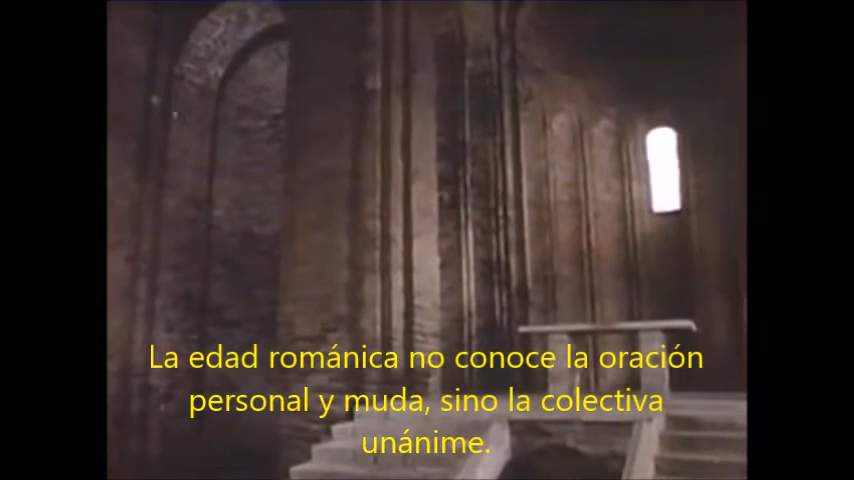 La edad románica no conoce la oración
personal y muda, sino la colectiva
unánime.